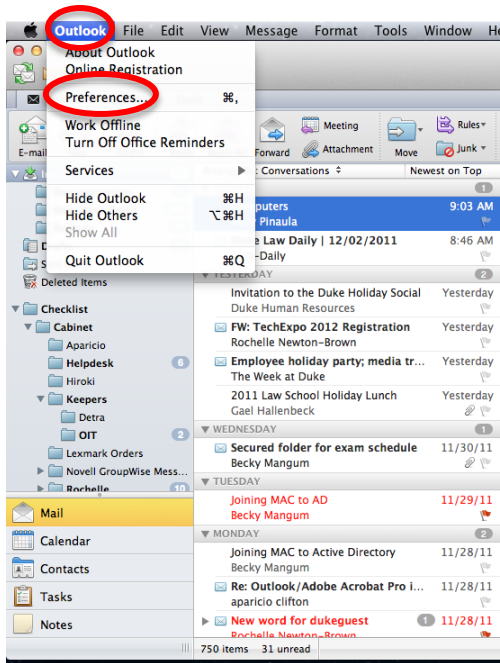 Outlook File Edit View Message Format Tools Window
About Outlook
Online Registration
Preferences... ⌘,
Work Offline
Turn Off Office Reminders
Services
Hide Outlook ⌘H
Hide Others ⌥⌘H
Show All
Quit Outlook ⌘Q
E-mail
Forward
Meeting
Attachment
Move
Rules
Junk
Conversations
Newest on Top
1
9:03 AM
Pinaula
Law Daily | 12/02/2011 8:46 AM
-Daily
YESTERDAY 2
Invitation to the Duke Holiday Social Yesterday
Duke Human Resources
FW: TechExpo 2012 Registration Yesterday
Rochelle Newton-Brown
Employee holiday party; media tr... Yesterday
The Week at Duke
2011 Law School Holiday Lunch Yesterday
Gael Hallenbeck
WEDNESDAY 1
Secured folder for exam schedule 11/30/11
Becky Mangum
TUESDAY
Joining MAC to AD 11/29/11
Becky Mangum
MONDAY 2
Joining MAC to Active Directory 11/28/11
Becky Mangum
Re: Outlook/Adobe Acrobat Pro i... 11/28/11
aparicio clifton
New word for dukeguest 1 11/28/11
Rochelle Newton-Brown
Deleted Items
Checklist
Cabinet
Aparicio
Helpdesk 6
Hiroki
Keepers
Detra
OIT 2
Lexmark Orders
Novell GroupWise Mess...
Rochelle 10
Mail
Calendar
Contacts
Tasks
Notes
750 items 31 unread